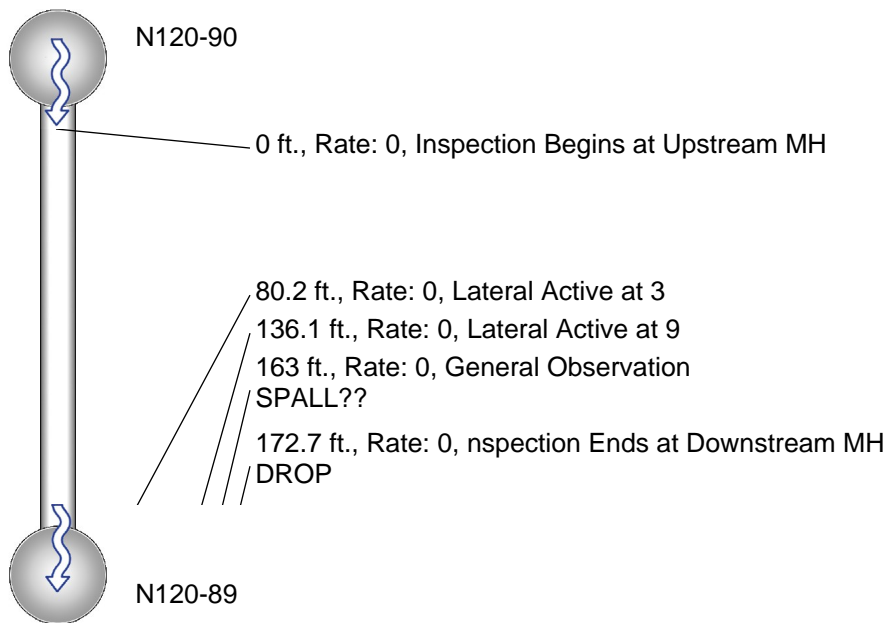 N120-90
0 ft., Rate: 0, Inspection Begins at Upstream MH
80.2 ft., Rate: 0, Lateral Active at 3
136.1 ft., Rate: 0, Lateral Active at 9
163 ft., Rate: 0, General Observation
SPALL??
172.7 ft., Rate: 0, nspection Ends at Downstream MH
DROP
N120-89